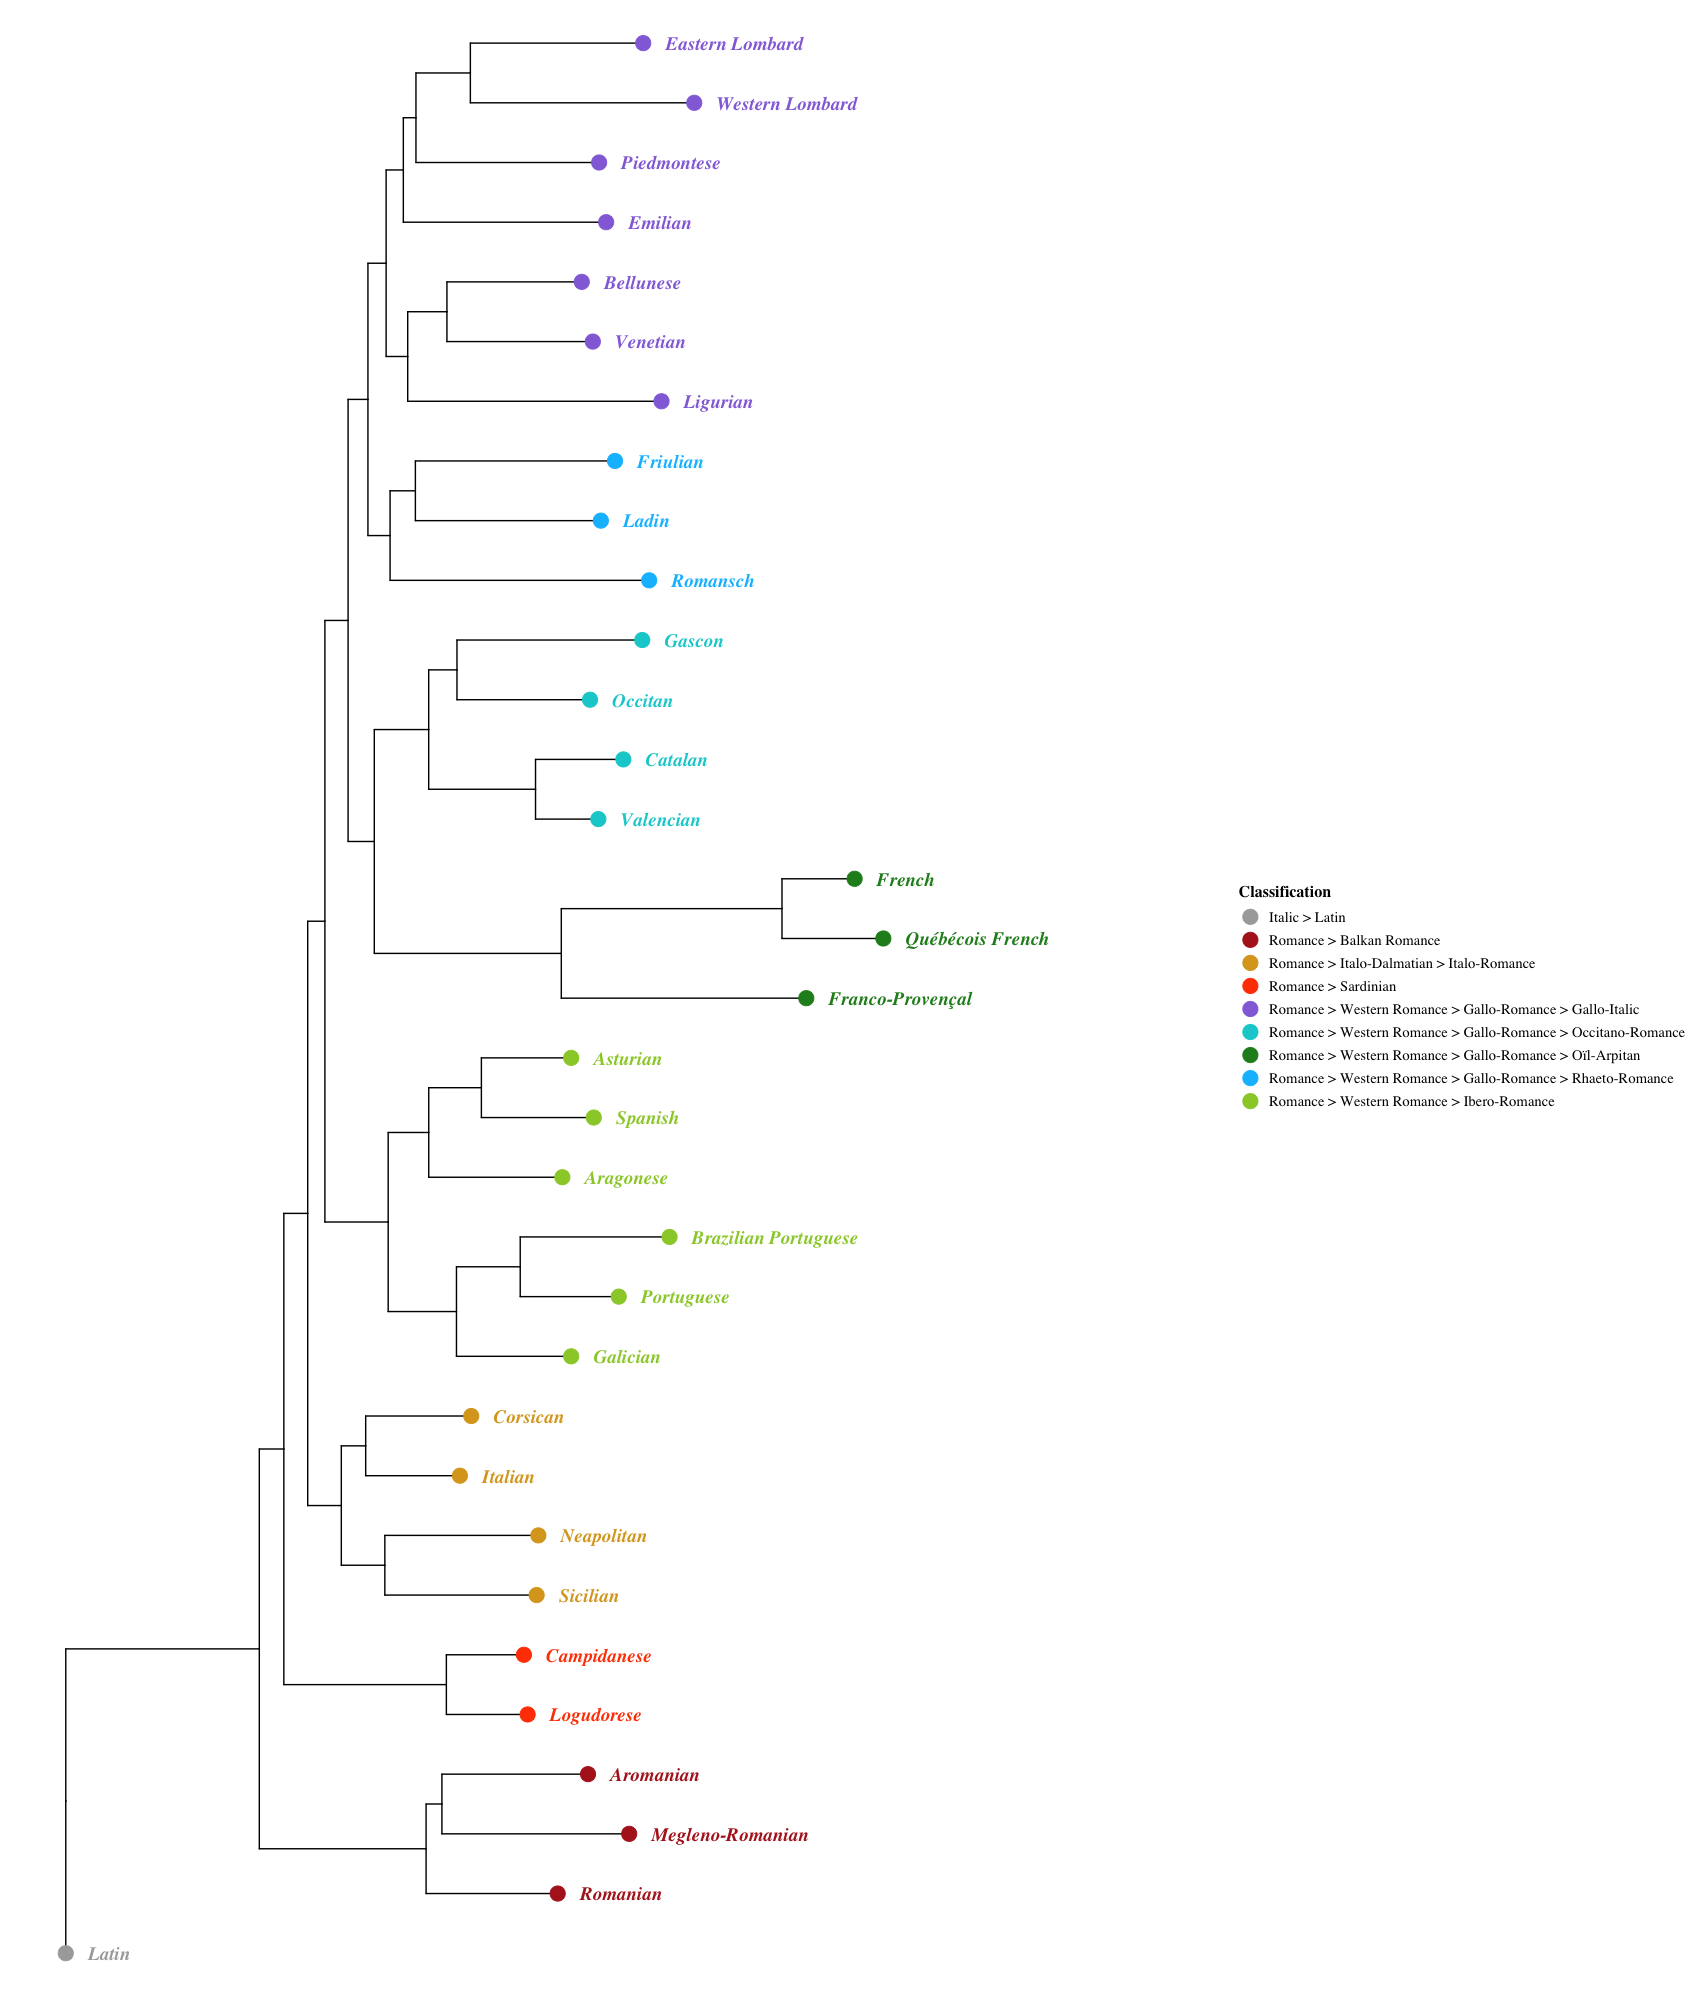 Eastern Lombard
Western Lombard
Piedmontese
Emilian
Bellunese
Venetian
Ligurian
Friulian
Ladin
Romansch
Gascon
Occitan
Catalan
Valencian
French
Québécois French
Franco-Provençal
Asturian
Spanish
Aragonese
Brazilian Portuguese
Portuguese
Galician
Corsican
Italian
Neapolitan
Sicilian
Campidanese
Logudorese
Aromanian
Megleno-Romanian
Romanian
Latin
Classification
Italic > Latin
Romance > Balkan Romance
Romance > Italo-Dalmatian > Italo-Romance
Romance > Sardinian
Romance > Western Romance > Gallo-Romance > Gallo-Italic
Romance > Western Romance > Gallo-Romance > Occitano-Romance
Romance > Western Romance > Gallo-Romance > Oïl-Arpitan
Romance > Western Romance > Gallo-Romance > Rhaeto-Romance
Romance > Western Romance > Ibero-Romance